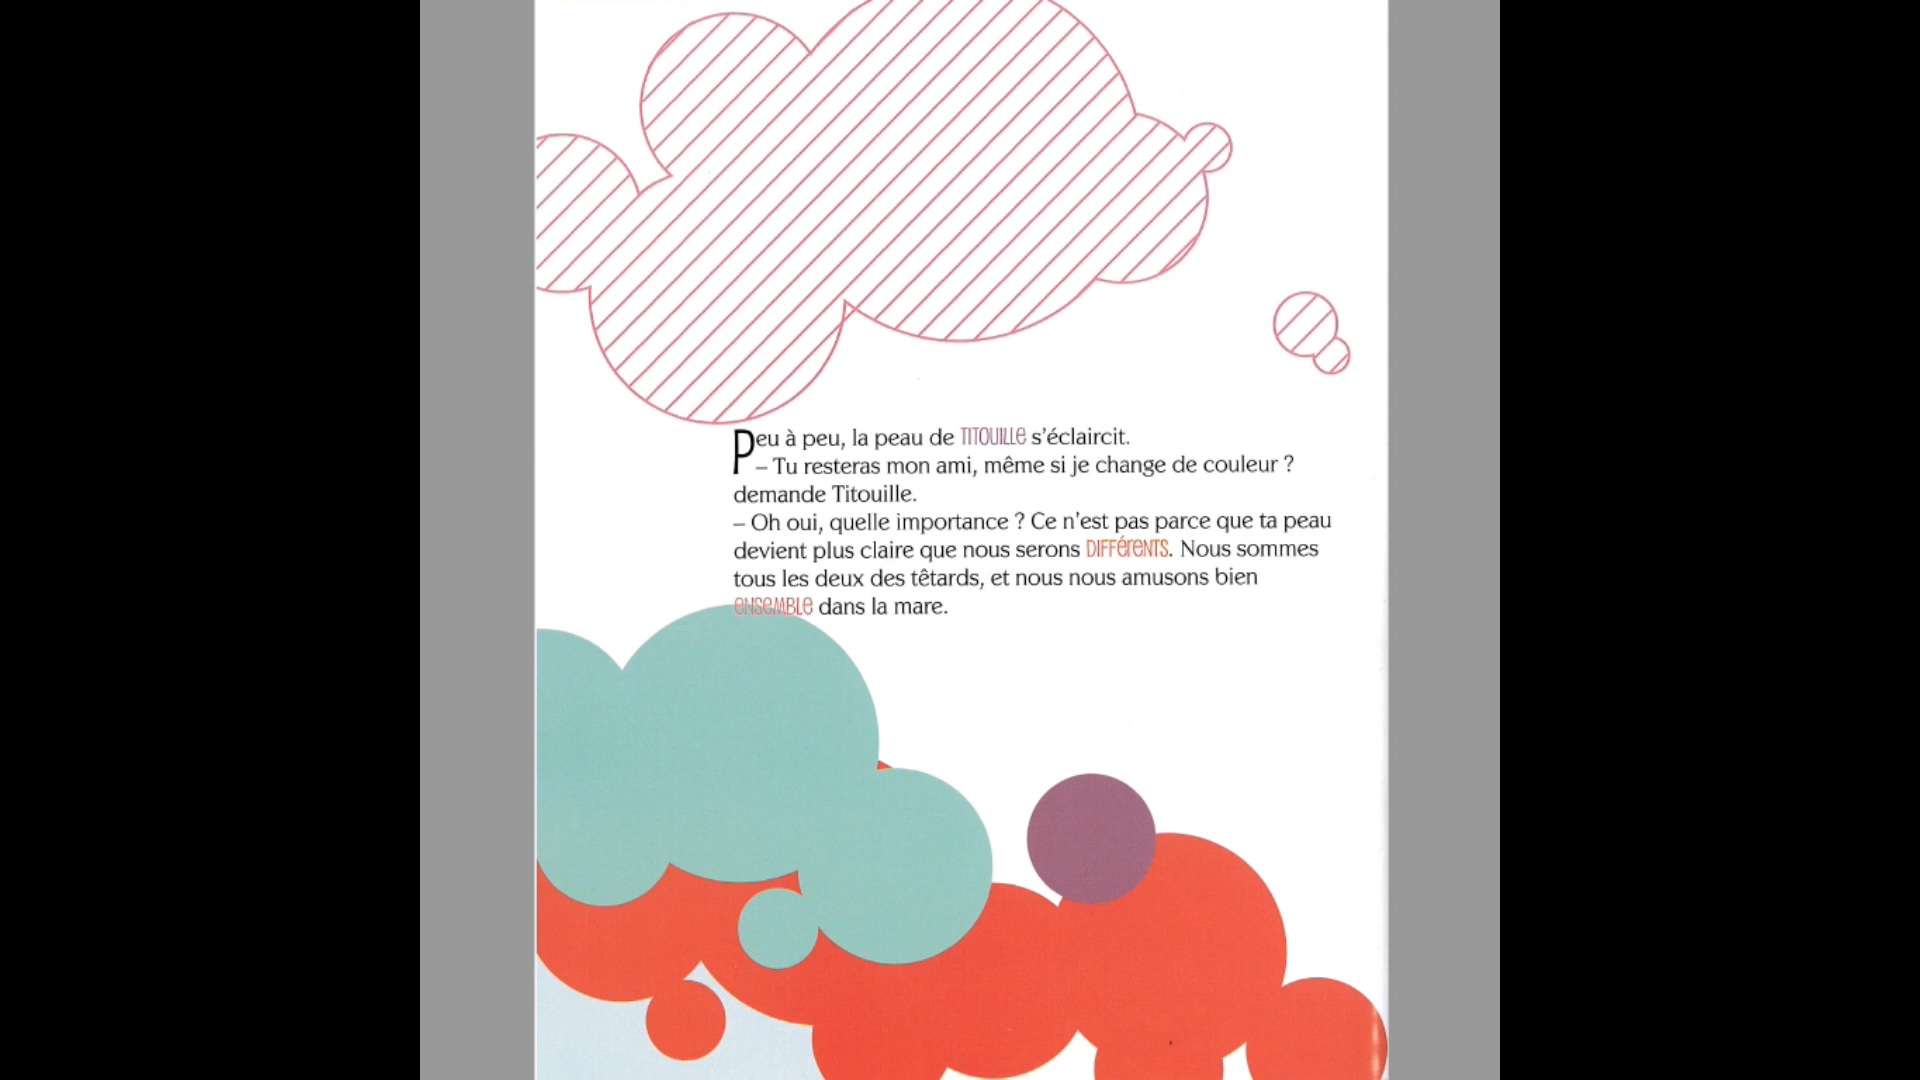 Peu à peu, la peau de TITOUILLE s'éclaircit.
– Tu resteras mon ami, même si je change de couleur ?
demande Titouille.
– Oh oui, quelle importance ? Ce n'est pas parce que ta peau
devient plus claire que nous serons DIFFÉRENTS. Nous sommes
tous les deux des têtards, et nous nous amusons bien
ENSEMBLE dans la mare.